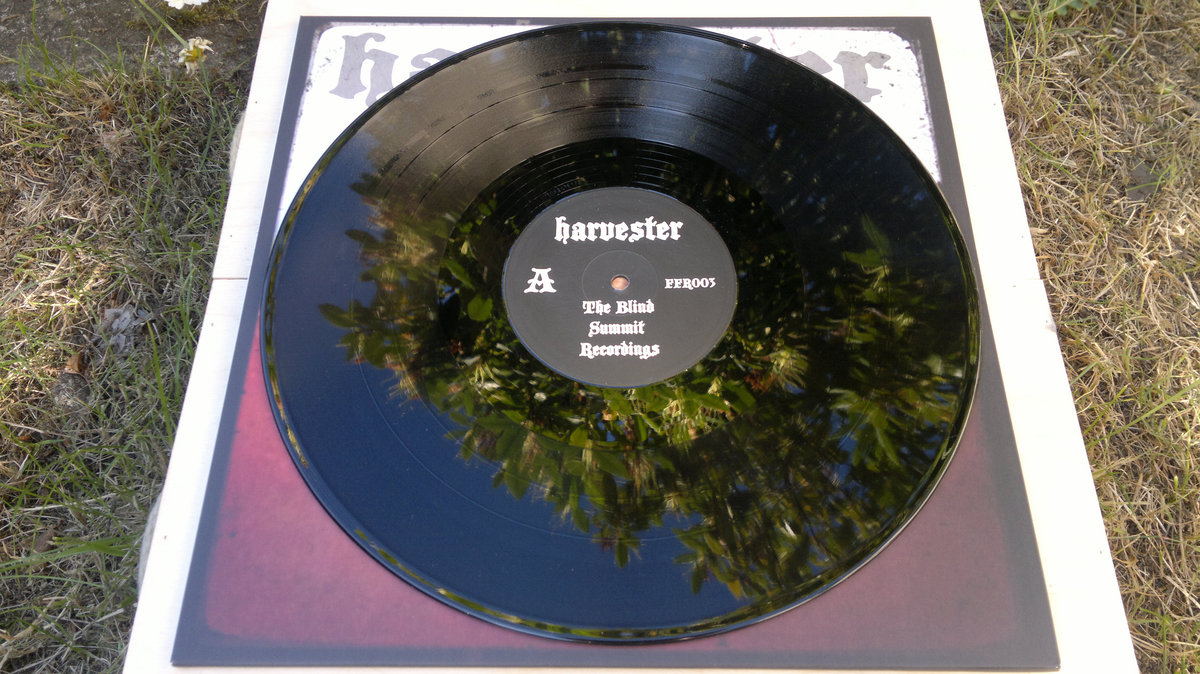 harvester
A
FFR003
The Blind
Summit
Recordings